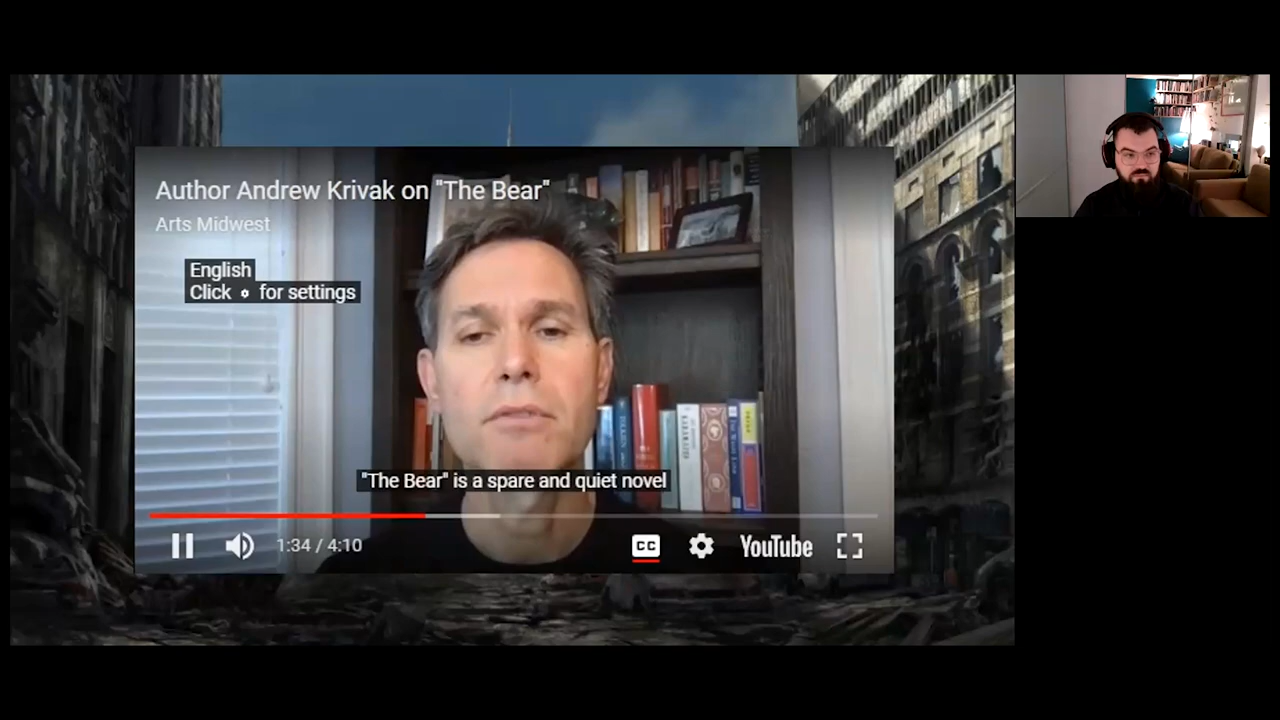 Author Andrew Krivak on "The Bear"
Arts Midwest
English
Click for settings
"The Bear" is a spare and quiet novel
1:34 / 4:10
CC
YouTube